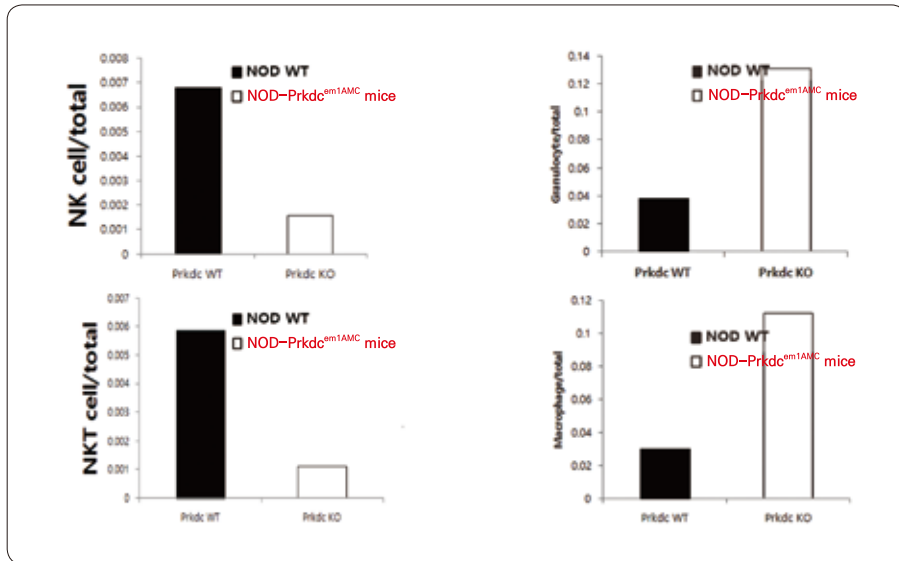 NK cell/total
0.008
0.007
0.006
0.005
0.004
0.003
0.002
0.001
0
NOD WT
NOD-Prkdc^em1AMC mice
Prkdc WT
Prkdc KO
Granulocyte/total
0.14
0.12
0.1
0.08
0.06
0.04
0.02
0
NOD WT
NOD-Prkdc^em1AMC mice
Prkdc WT
Prkdc KO
NKT cell/total
0.007
0.006
0.005
0.004
0.003
0.002
0.001
0
NOD WT
NOD-Prkdc^em1AMC mice
Prkdc WT
Prkdc KO
Macrophage/total
0.12
0.1
0.08
0.06
0.04
0.02
0
NOD WT
NOD-Prkdc^em1AMC mice
Prkdc WT
Prkdc KO